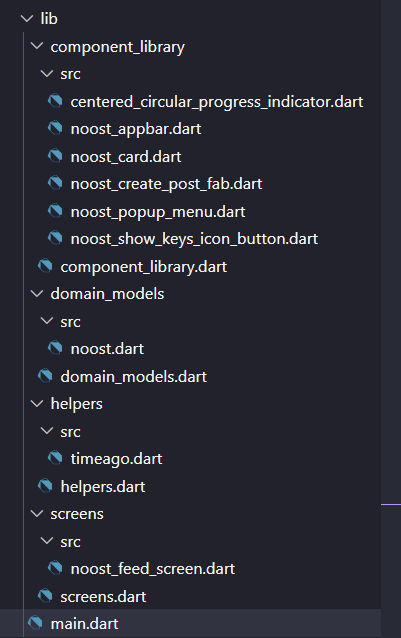 lib
component_library
src
centered_circular_progress_indicator.dart
noost_appbar.dart
noost_card.dart
noost_create_post_fab.dart
noost_popup_menu.dart
noost_show_keys_icon_button.dart
component_library.dart
domain_models
src
noost.dart
domain_models.dart
helpers
src
timeago.dart
helpers.dart
screens
src
noost_feed_screen.dart
screens.dart
main.dart